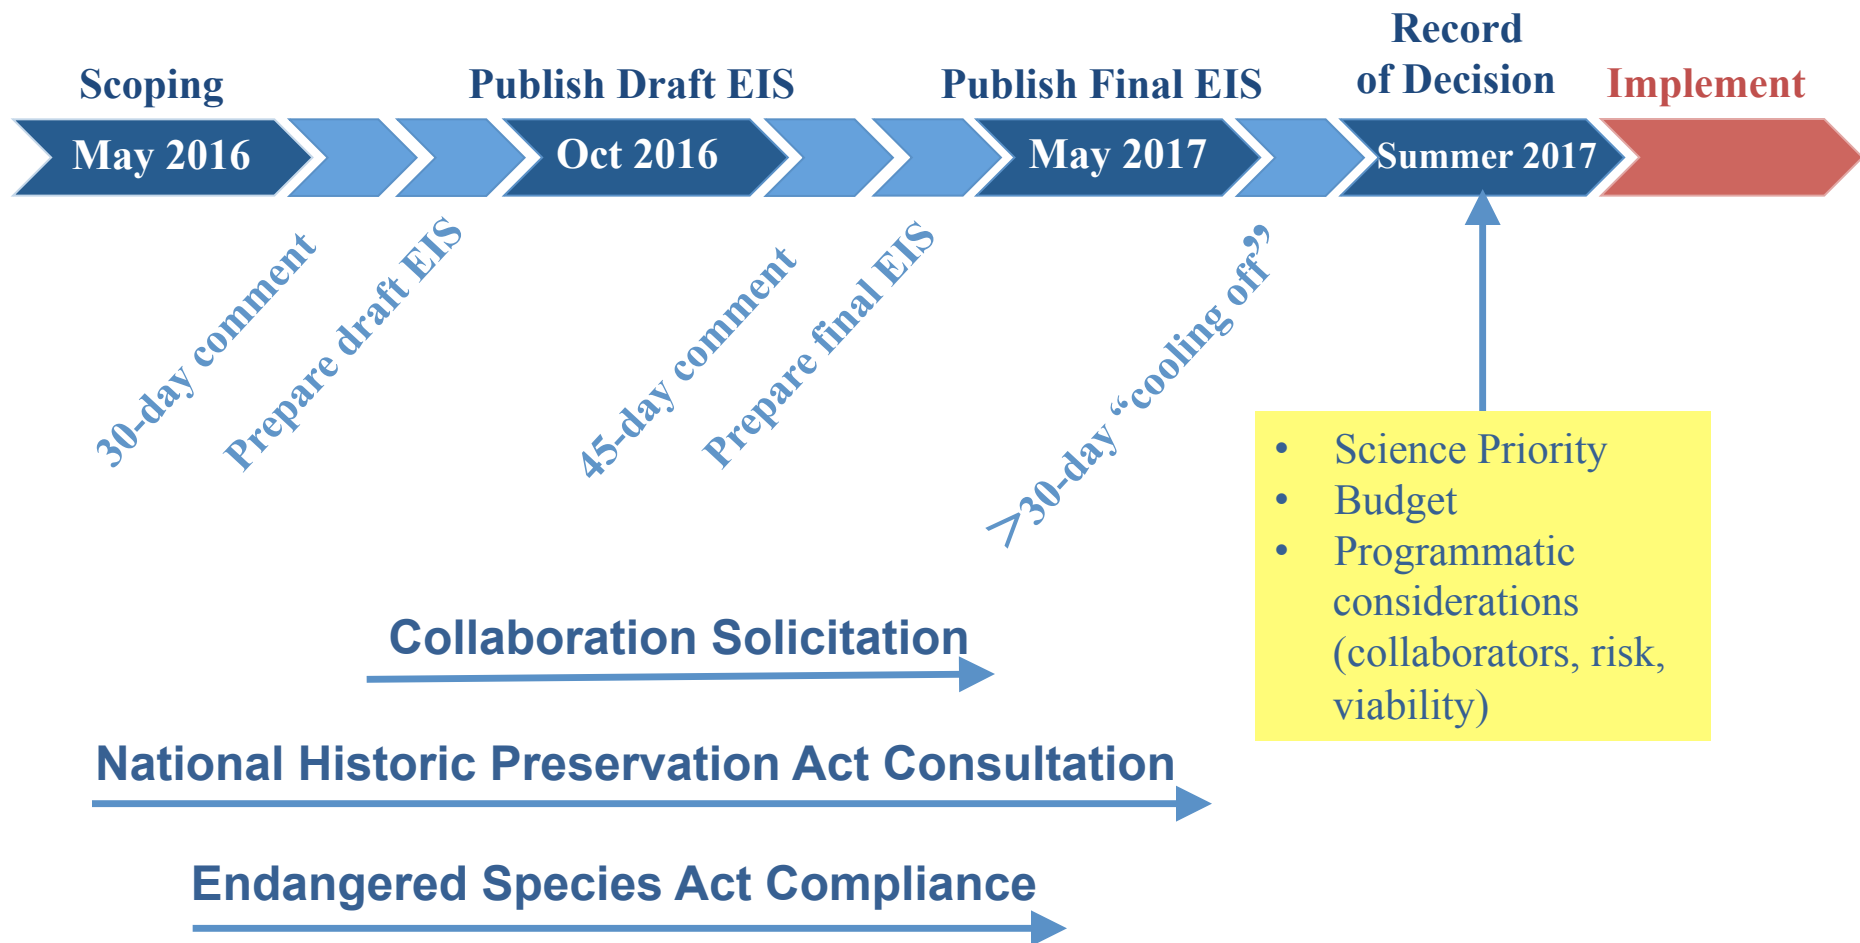 Record
of Decision
Scoping
Publish Draft EIS
Publish Final EIS
Implement
May 2016
Oct 2016
May 2017
Summer 2017
30-day comment
Prepare draft EIS
45-day comment
Prepare final EIS
>30-day “cooling off”
• Science Priority
• Budget
• Programmatic
considerations
(collaborators, risk,
viability)
Collaboration Solicitation
National Historic Preservation Act Consultation
Endangered Species Act Compliance